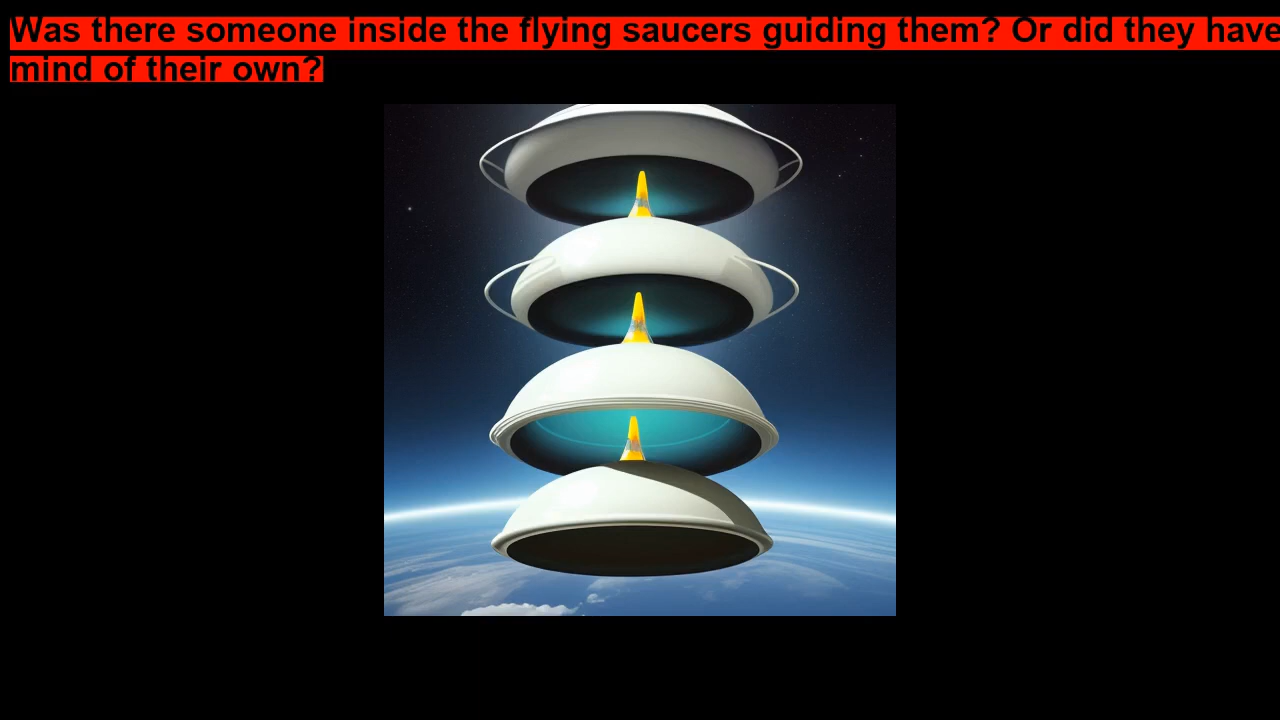 Was there someone inside the flying saucers guiding them? Or did they have
mind of their own?